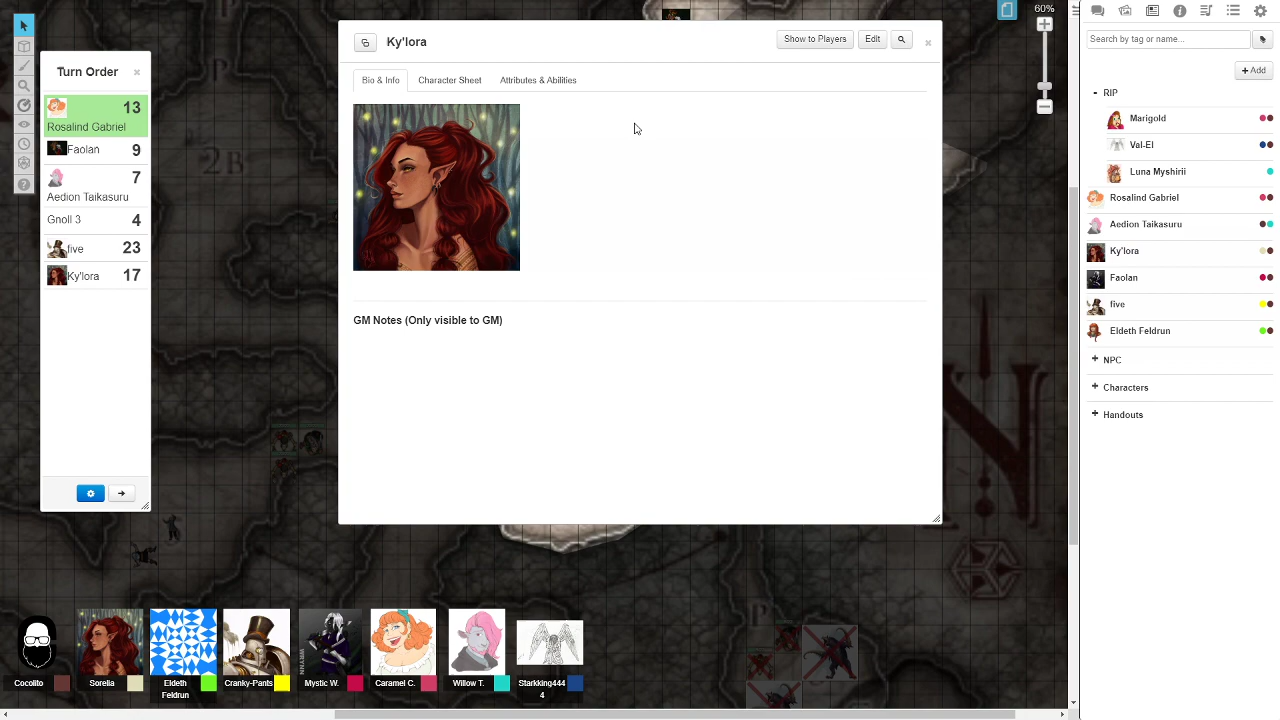 Turn Order
13
Rosalind Gabriel
Faolan 9
7
Aedion Taikasuru
Gnoll 3 4
five 23
Ky'lora 17
Ky'lora
Show to Players
Edit
Bio & Info
Character Sheet
Attributes & Abilities
GM Notes (Only visible to GM)
2B
60%
Search by tag or name...
+ Add
- RIP
Marigold
Val-El
Luna Myshirii
Rosalind Gabriel
Aedion Taikasuru
Ky'lora
Faolan
five
Eldeth Feldrun
+ NPC
+ Characters
+ Handouts
N
Cocolito
Sorelia
Eldeth
Feldrun
Cranky-Pants
Mystic W.
Caramel C.
Willow T.
Starkking444
4